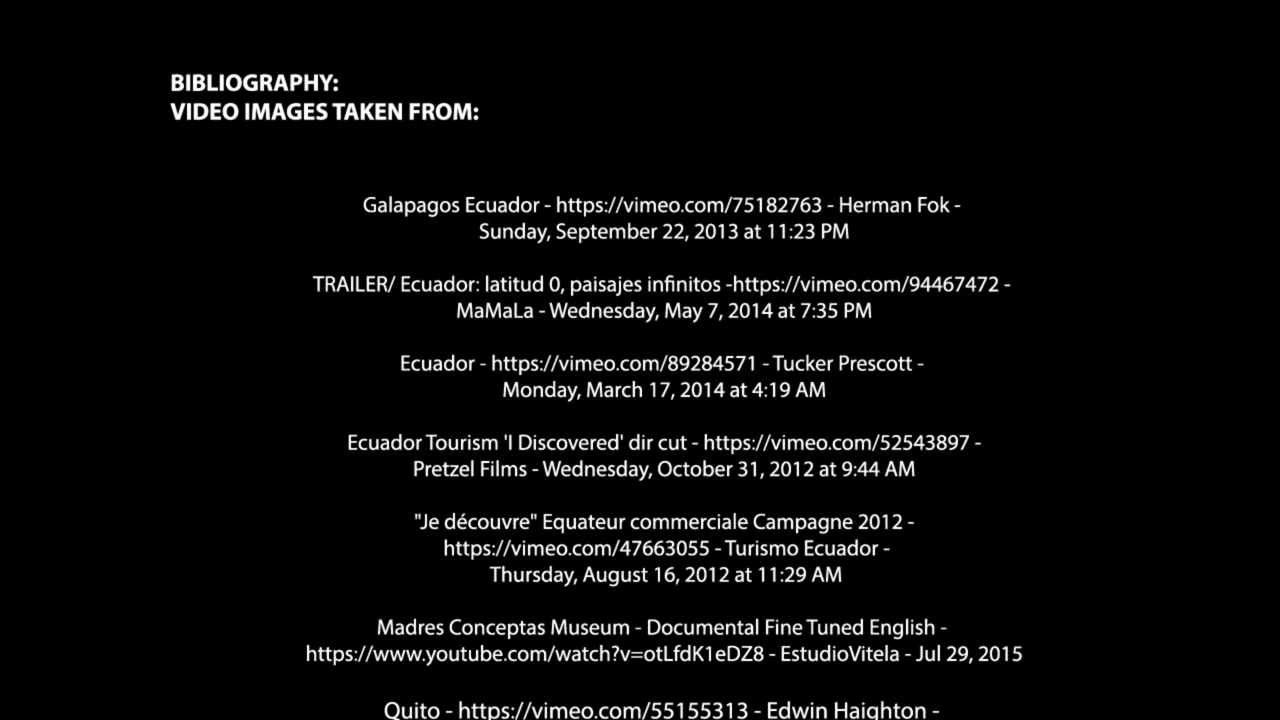 BIBLIOGRAPHY:
VIDEO IMAGES TAKEN FROM:
Galapagos Ecuador - https://vimeo.com/75182763 - Herman Fok -
Sunday, September 22, 2013 at 11:23 PM
TRAILER/ Ecuador: latitud 0, paisajes infinitos -https://vimeo.com/94467472 -
MaMaLa - Wednesday, May 7, 2014 at 7:35 PM
Ecuador - https://vimeo.com/89284571 - Tucker Prescott -
Monday, March 17, 2014 at 4:19 AM
Ecuador Tourism 'I Discovered' dir cut - https://vimeo.com/52543897 -
Pretzel Films - Wednesday, October 31, 2012 at 9:44 AM
"Je découvre" Equateur commerciale Campagne 2012 -
https://vimeo.com/47663055 - Turismo Ecuador -
Thursday, August 16, 2012 at 11:29 AM
Madres Conceptas Museum - Documental Fine Tuned English -
https://www.youtube.com/watch?v=otLfdK1eDZ8 - EstudioVitela - Jul 29, 2015
Quito - https://vimeo.com/55155313 - Edwin Haighton -